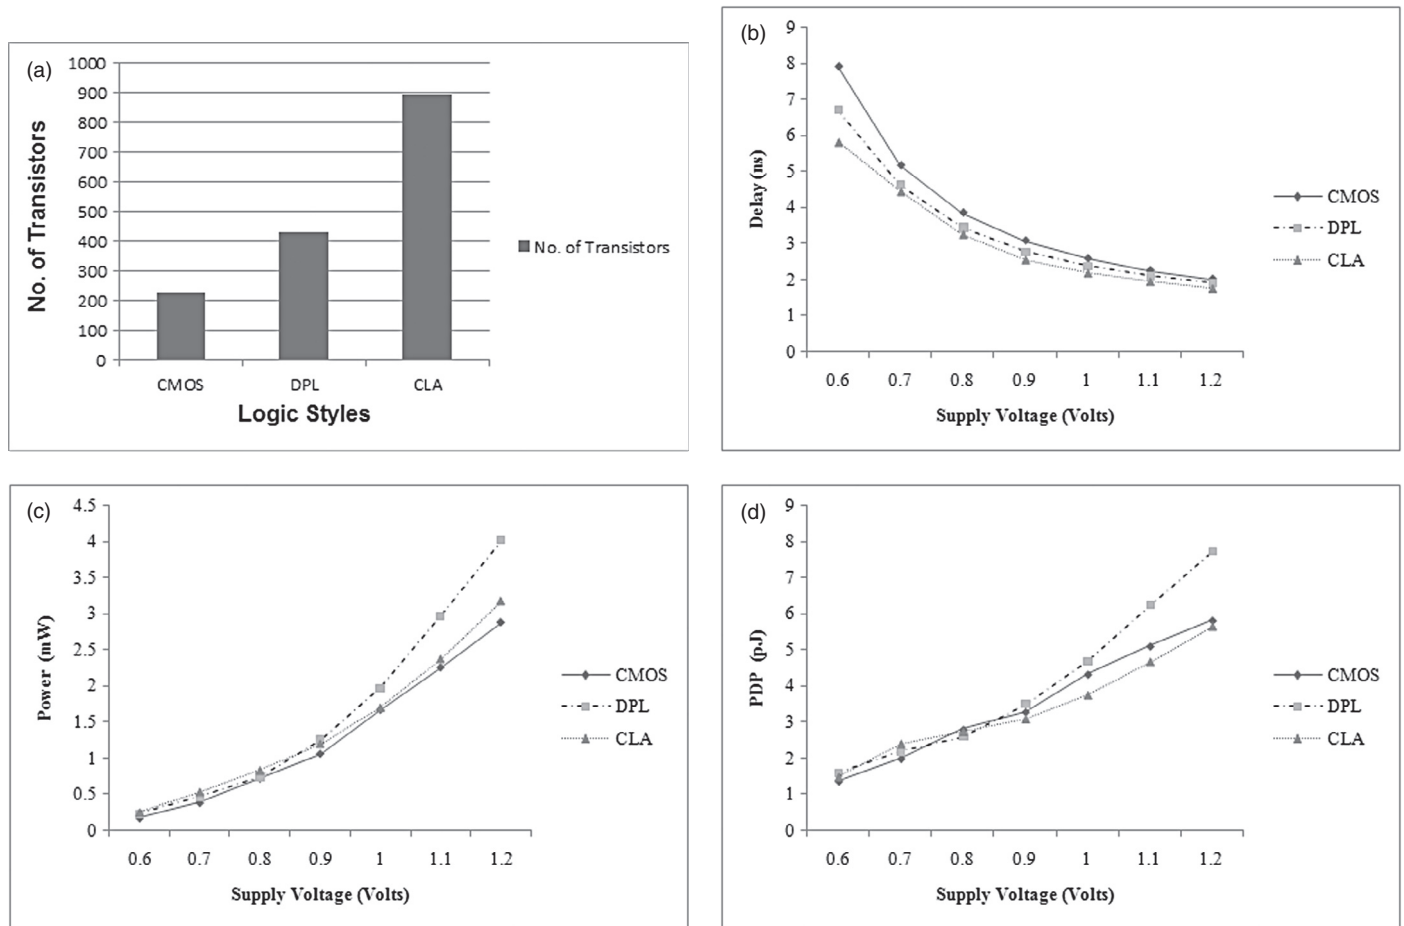 (a)
1000
900
800
700
600
500
400
300
200
100
0
No. of Transistors
CMOS DPL CLA
Logic Styles
No. of Transistors
(b)
9
8
7
6
5
4
3
2
1
0
Delay (ns)
0.6 0.7 0.8 0.9 1 1.1 1.2
Supply Voltage (Volts)
CMOS
DPL
CLA
(c)
4.5
4
3.5
3
2.5
2
1.5
1
0.5
0
Power (mW)
0.6 0.7 0.8 0.9 1 1.1 1.2
Supply Voltage (Volts)
CMOS
DPL
CLA
(d)
9
8
7
6
5
4
3
2
1
0
PDP (pJ)
0.6 0.7 0.8 0.9 1 1.1 1.2
Supply Voltage (Volts)
CMOS
DPL
CLA